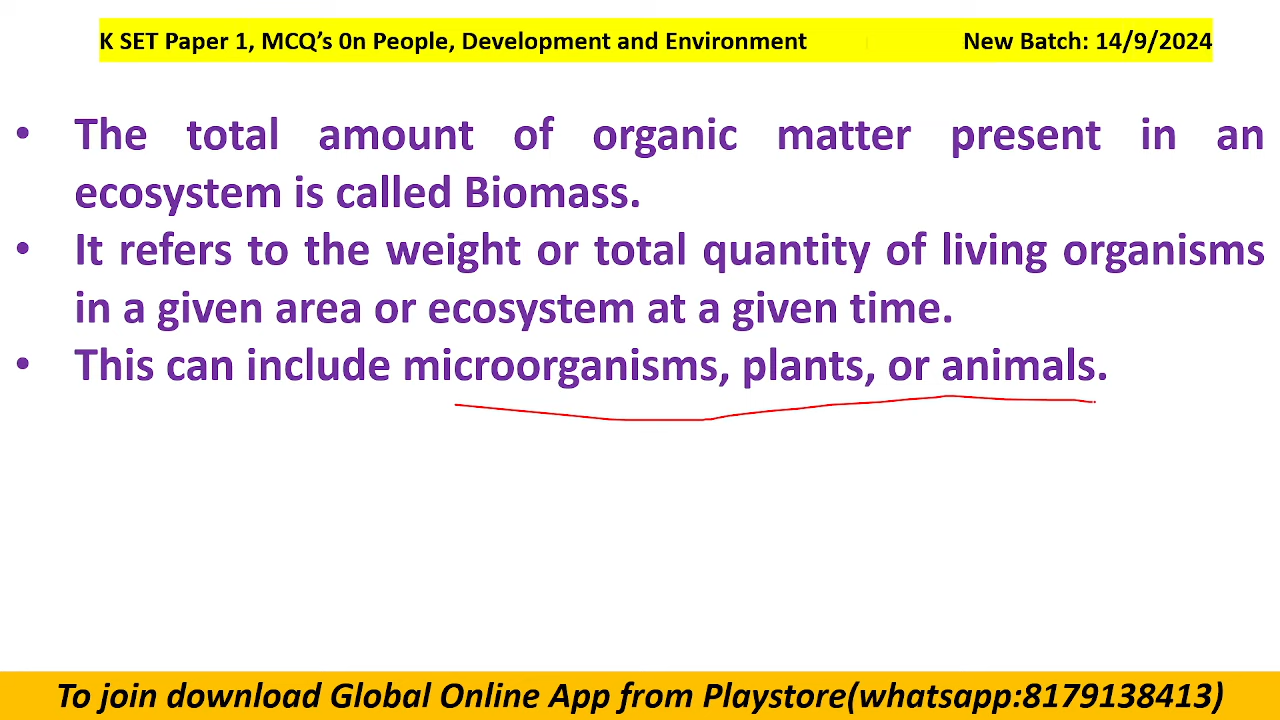 K SET Paper 1, MCQ’s 0n People, Development and Environment New Batch: 14/9/2024
• The total amount of organic matter present in an
ecosystem is called Biomass.
• It refers to the weight or total quantity of living organisms
in a given area or ecosystem at a given time.
• This can include microorganisms, plants, or animals.
To join download Global Online App from Playstore(whatsapp:8179138413)